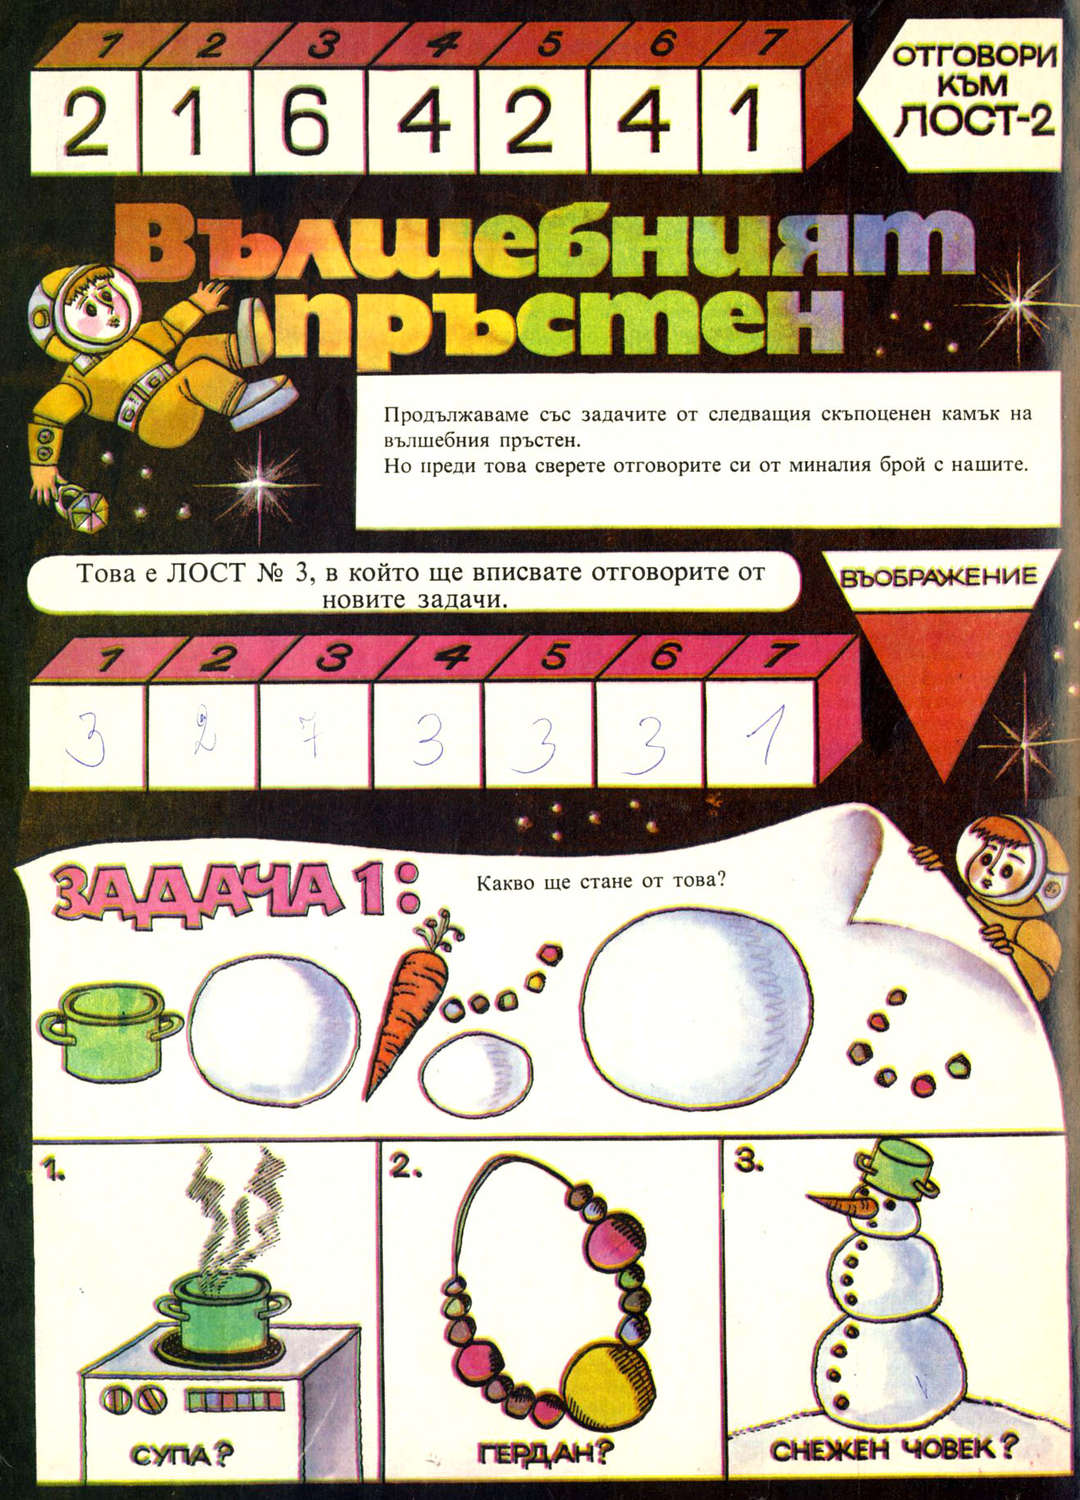 1 2 3 4 5 6 7
2 1 6 4 2 4 1
ОТГОВОРИ
КЪМ
ЛОСТ-2
Вълшебният
пръстен
Продължаваме със задачите от следващия скъпоценен камък на
вълшебния пръстен.
Но преди това сверете отговорите си от миналия брой с нашите.
Това е ЛОСТ № 3, в който ще вписвате отговорите от
новите задачи.
ВЪОБРАЖЕНИЕ
1 2 3 4 5 6 7
3 2 7 3 3 3 1
ЗАДАЧА 1:
Какво ще стане от това?
1.
СУПА?
2.
ГЕРДАН?
3.
СНЕЖЕН ЧОВЕК?